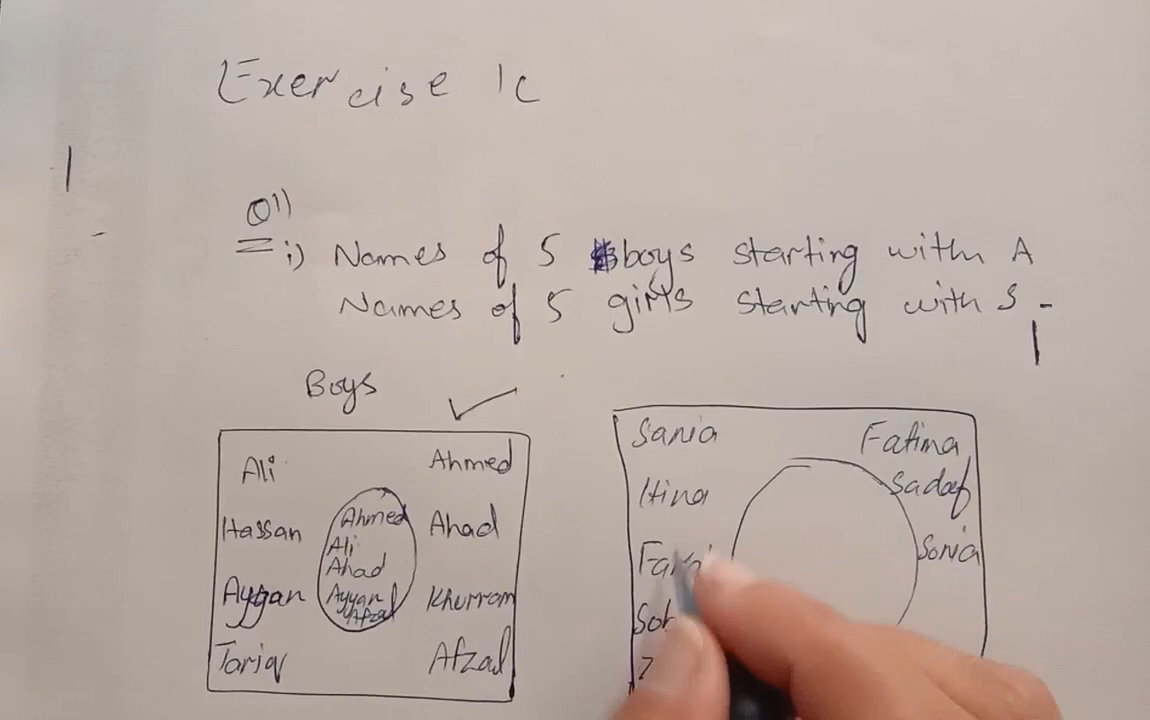 Exercise 1c
Q1)
i) Names of 5 boys starting with A
Names of 5 girls starting with S -
Boys
Ali
Ahmed
Hassan
Ahad
Ayyan
Khurram
Tariq
Afzal
Ahmed
Ali
Ahad
Ayyan
Afzal
Sania
Fatima
Hina
Sadaf
Sonia